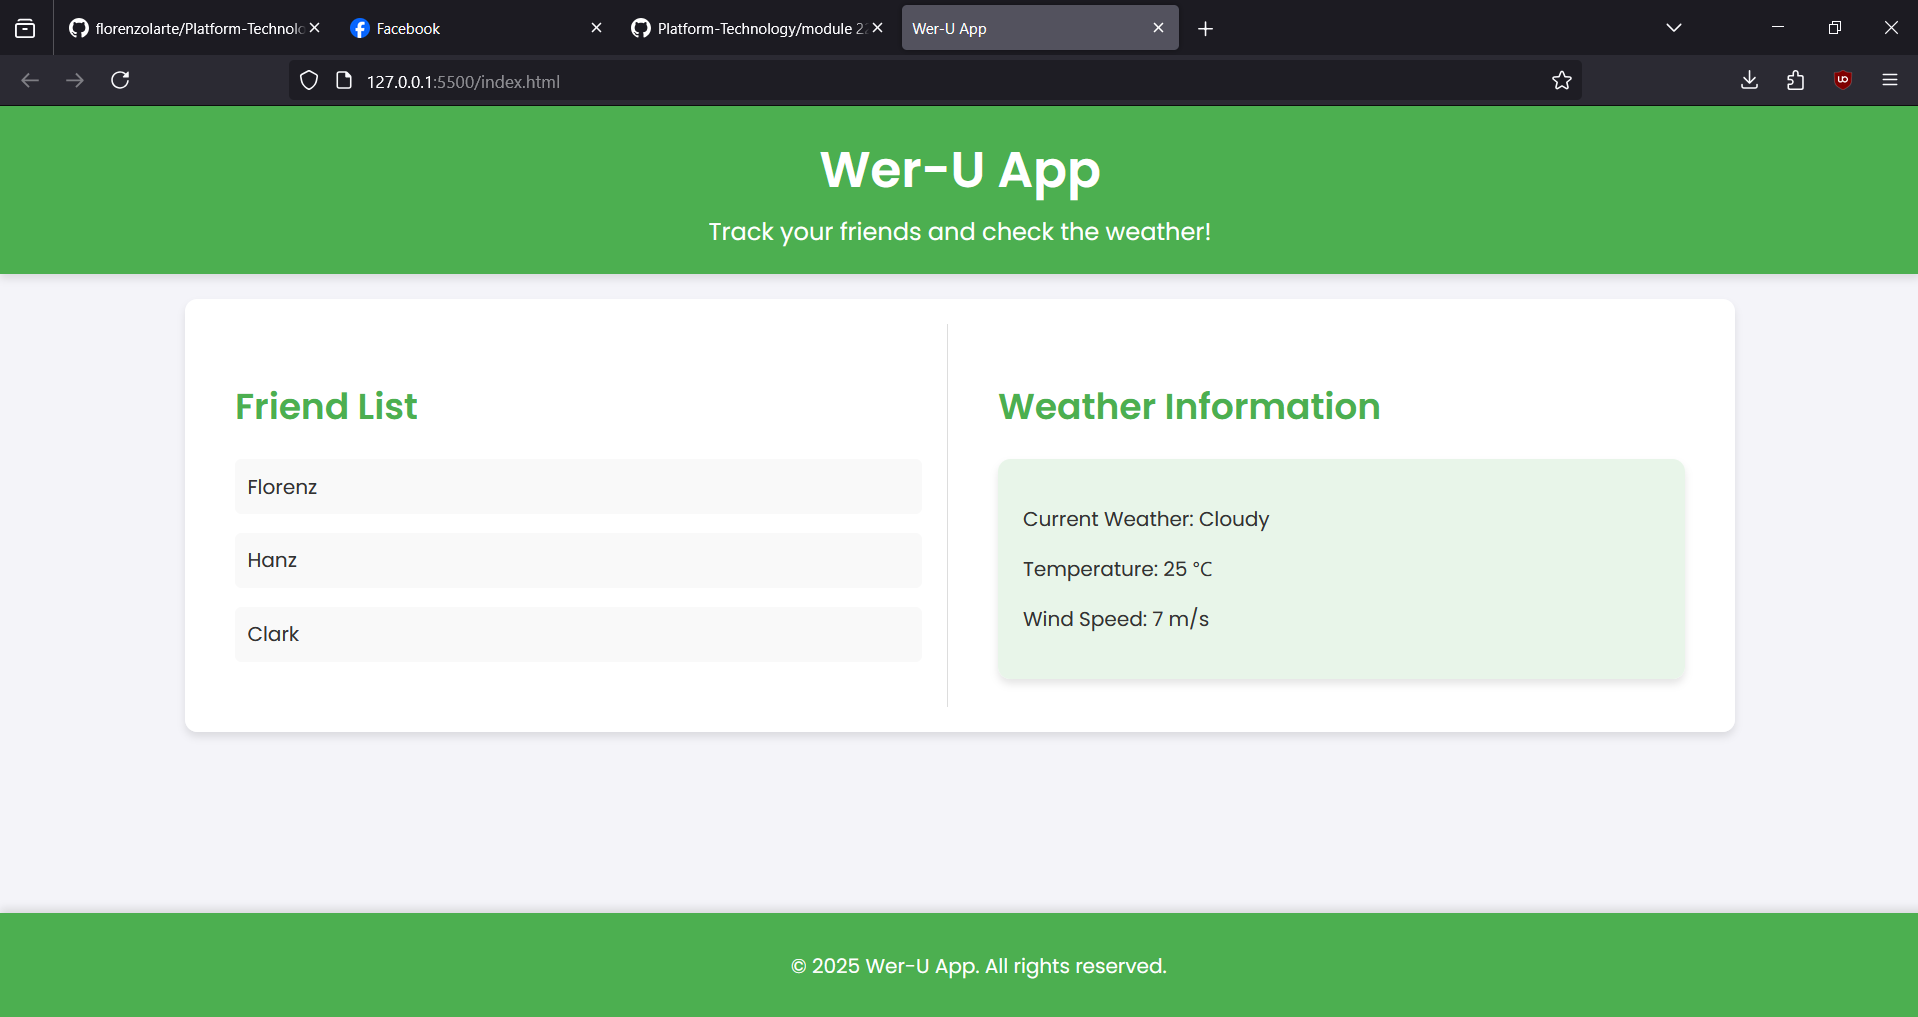 florenzolarte/Platform-Technolo
Facebook
Platform-Technology/module 22
Wer-U App
127.0.0.1:5500/index.html
Wer-U App
Track your friends and check the weather!
Friend List
Florenz
Hanz
Clark
Weather Information
Current Weather: Cloudy
Temperature: 25 °C
Wind Speed: 7 m/s
© 2025 Wer-U App. All rights reserved.